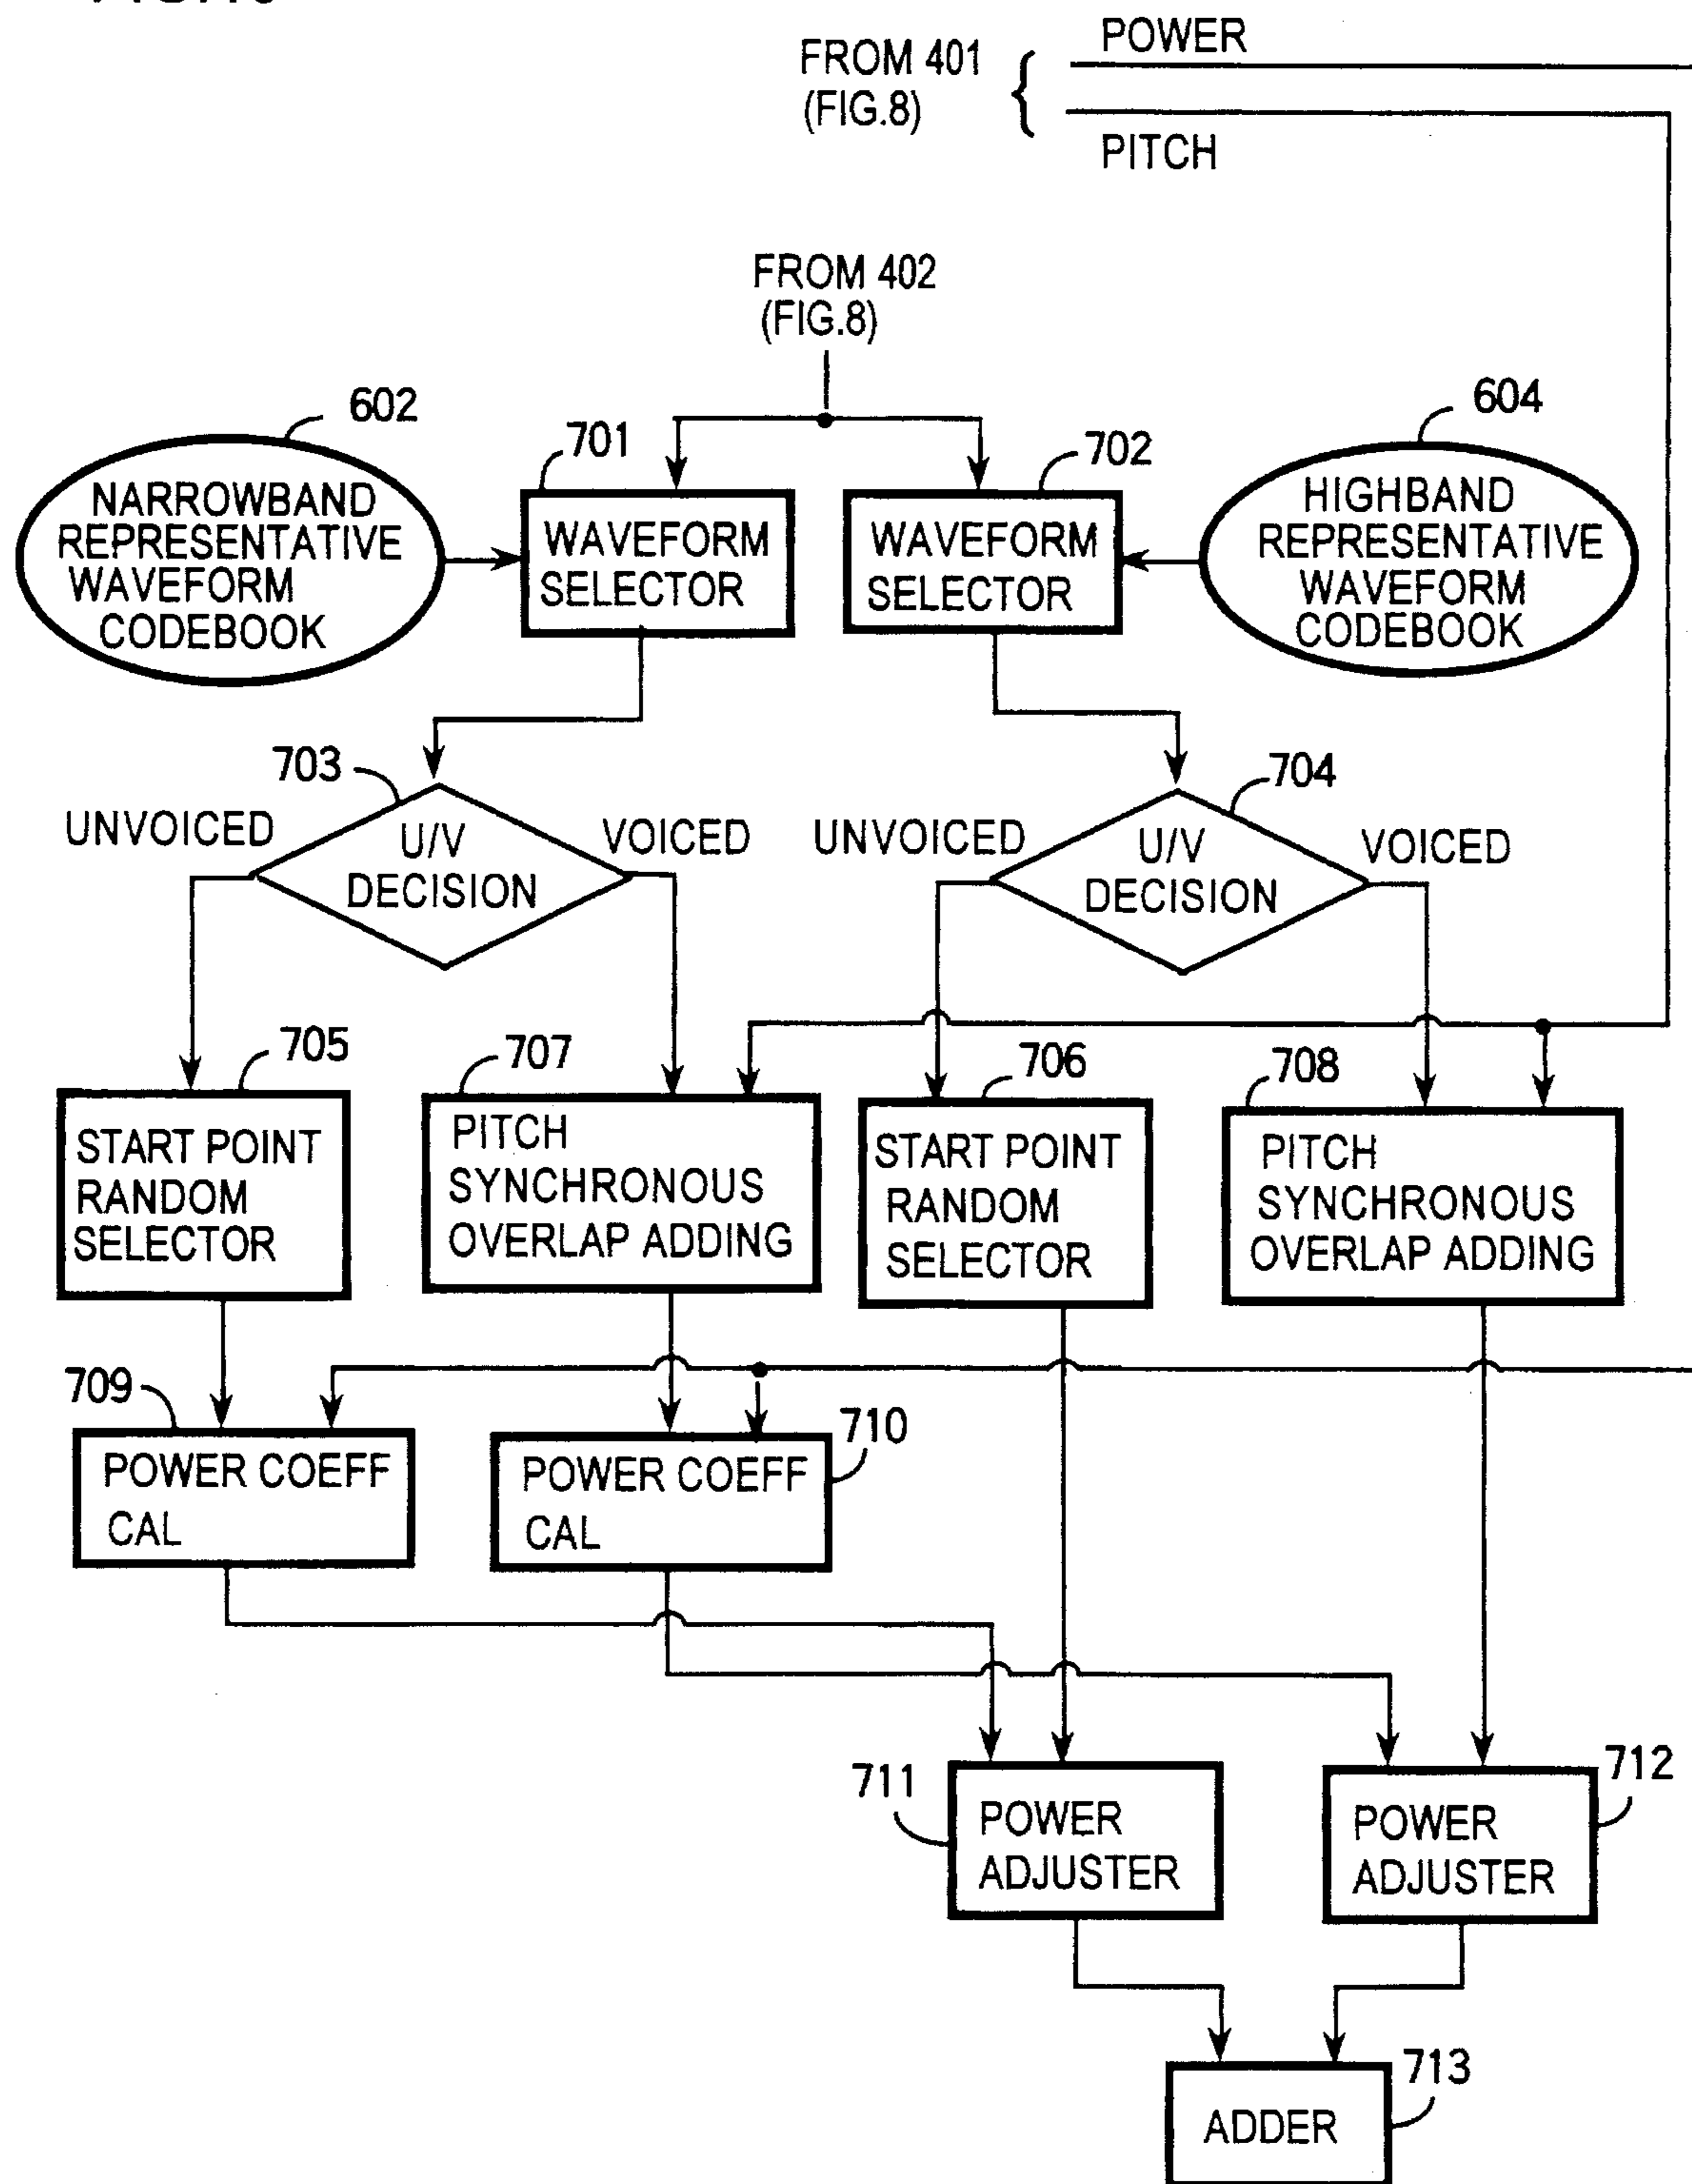 POWER
FROM 401
(FIG.8)
{
PITCH
FROM 402
(FIG.8)
602
604
701
702
NARROWBAND
REPRESENTATIVE
WAVEFORM
CODEBOOK
WAVEFORM
SELECTOR
WAVEFORM
SELECTOR
HIGHBAND
REPRESENTATIVE
WAVEFORM
CODEBOOK
703
704
UNVOICED
U/V
DECISION
VOICED
UNVOICED
U/V
DECISION
VOICED
705
707
706
708
START POINT
RANDOM
SELECTOR
PITCH
SYNCHRONOUS
OVERLAP ADDING
START POINT
RANDOM
SELECTOR
PITCH
SYNCHRONOUS
OVERLAP ADDING
709
710
POWER COEFF
CAL
POWER COEFF
CAL
711
712
POWER
ADJUSTER
POWER
ADJUSTER
713
ADDER